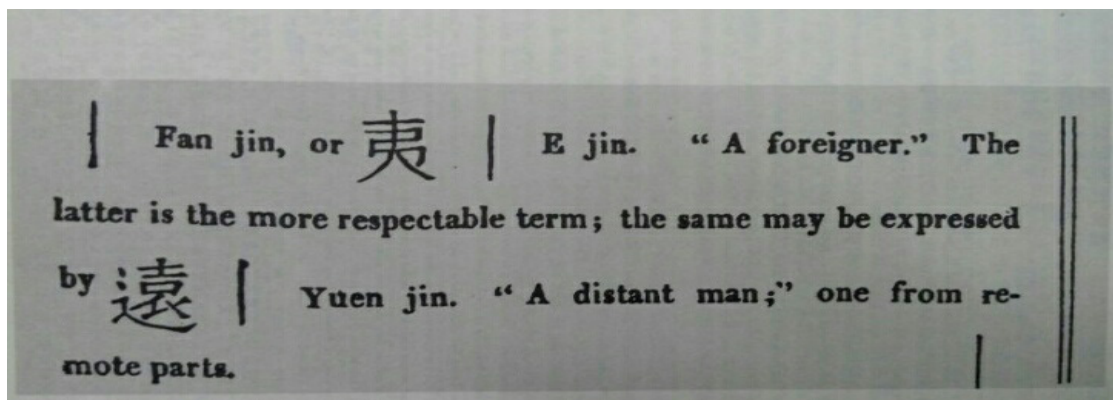 | Fan jin, or 夷 | E jin. “ A foreigner.” The
latter is the more respectable term; the same may be expressed
by 遠 | Yuen jin. “ A distant man;” one from re-
mote parts. |